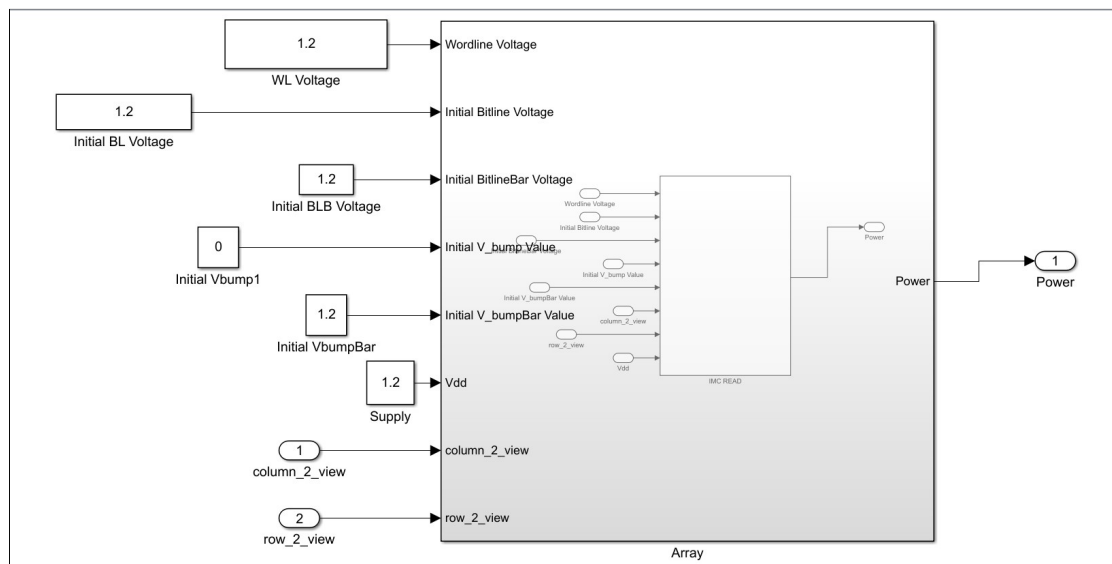 1.2
Wordline Voltage
WL Voltage
1.2
Initial Bitline Voltage
Initial BL Voltage
1.2
Initial BitlineBar Voltage
Initial BLB Voltage
0
Initial V_bump Value
Initial Vbump1
1.2
Initial V_bumpBar Value
Initial VbumpBar
1.2
Vdd
Supply
1
column_2_view
column_2_view
2
row_2_view
row_2_view
Wordline Voltage
Initial Bitline Voltage
Voltage
Initial V_bump Value
Initial V_bumpBar Value
column_2_view
row_2_view
Vdd
IMC READ
Power
Power
1
Power
Array